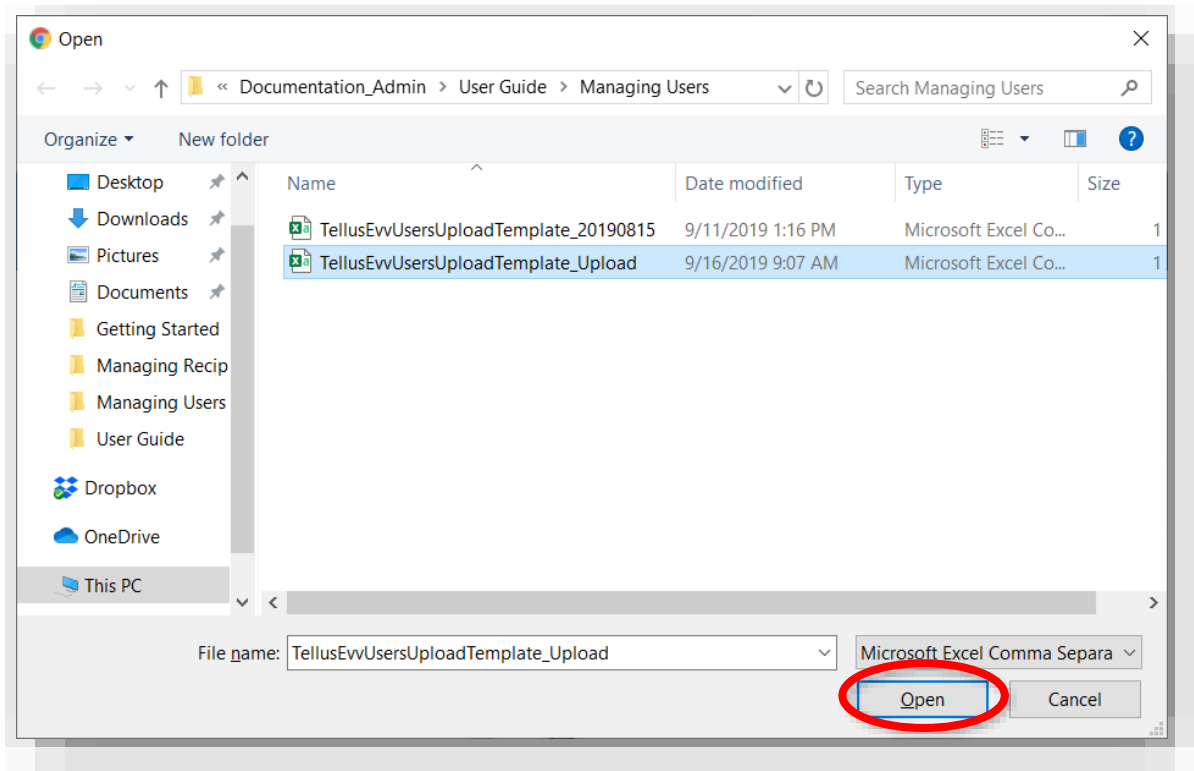 Open
« Documentation_Admin > User Guide > Managing Users
Search Managing Users
Organize
New folder
?
Name
Date modified
Type
Size
Desktop
Downloads
Pictures
Documents
Getting Started
Managing Recip
Managing Users
User Guide
Dropbox
OneDrive
This PC
TellusEvvUsersUploadTemplate_20190815 9/11/2019 1:16 PM Microsoft Excel Co... 1
TellusEvvUsersUploadTemplate_Upload 9/16/2019 9:07 AM Microsoft Excel Co... 1
File name: TellusEvvUsersUploadTemplate_Upload
Microsoft Excel Comma Separa
Open
Cancel